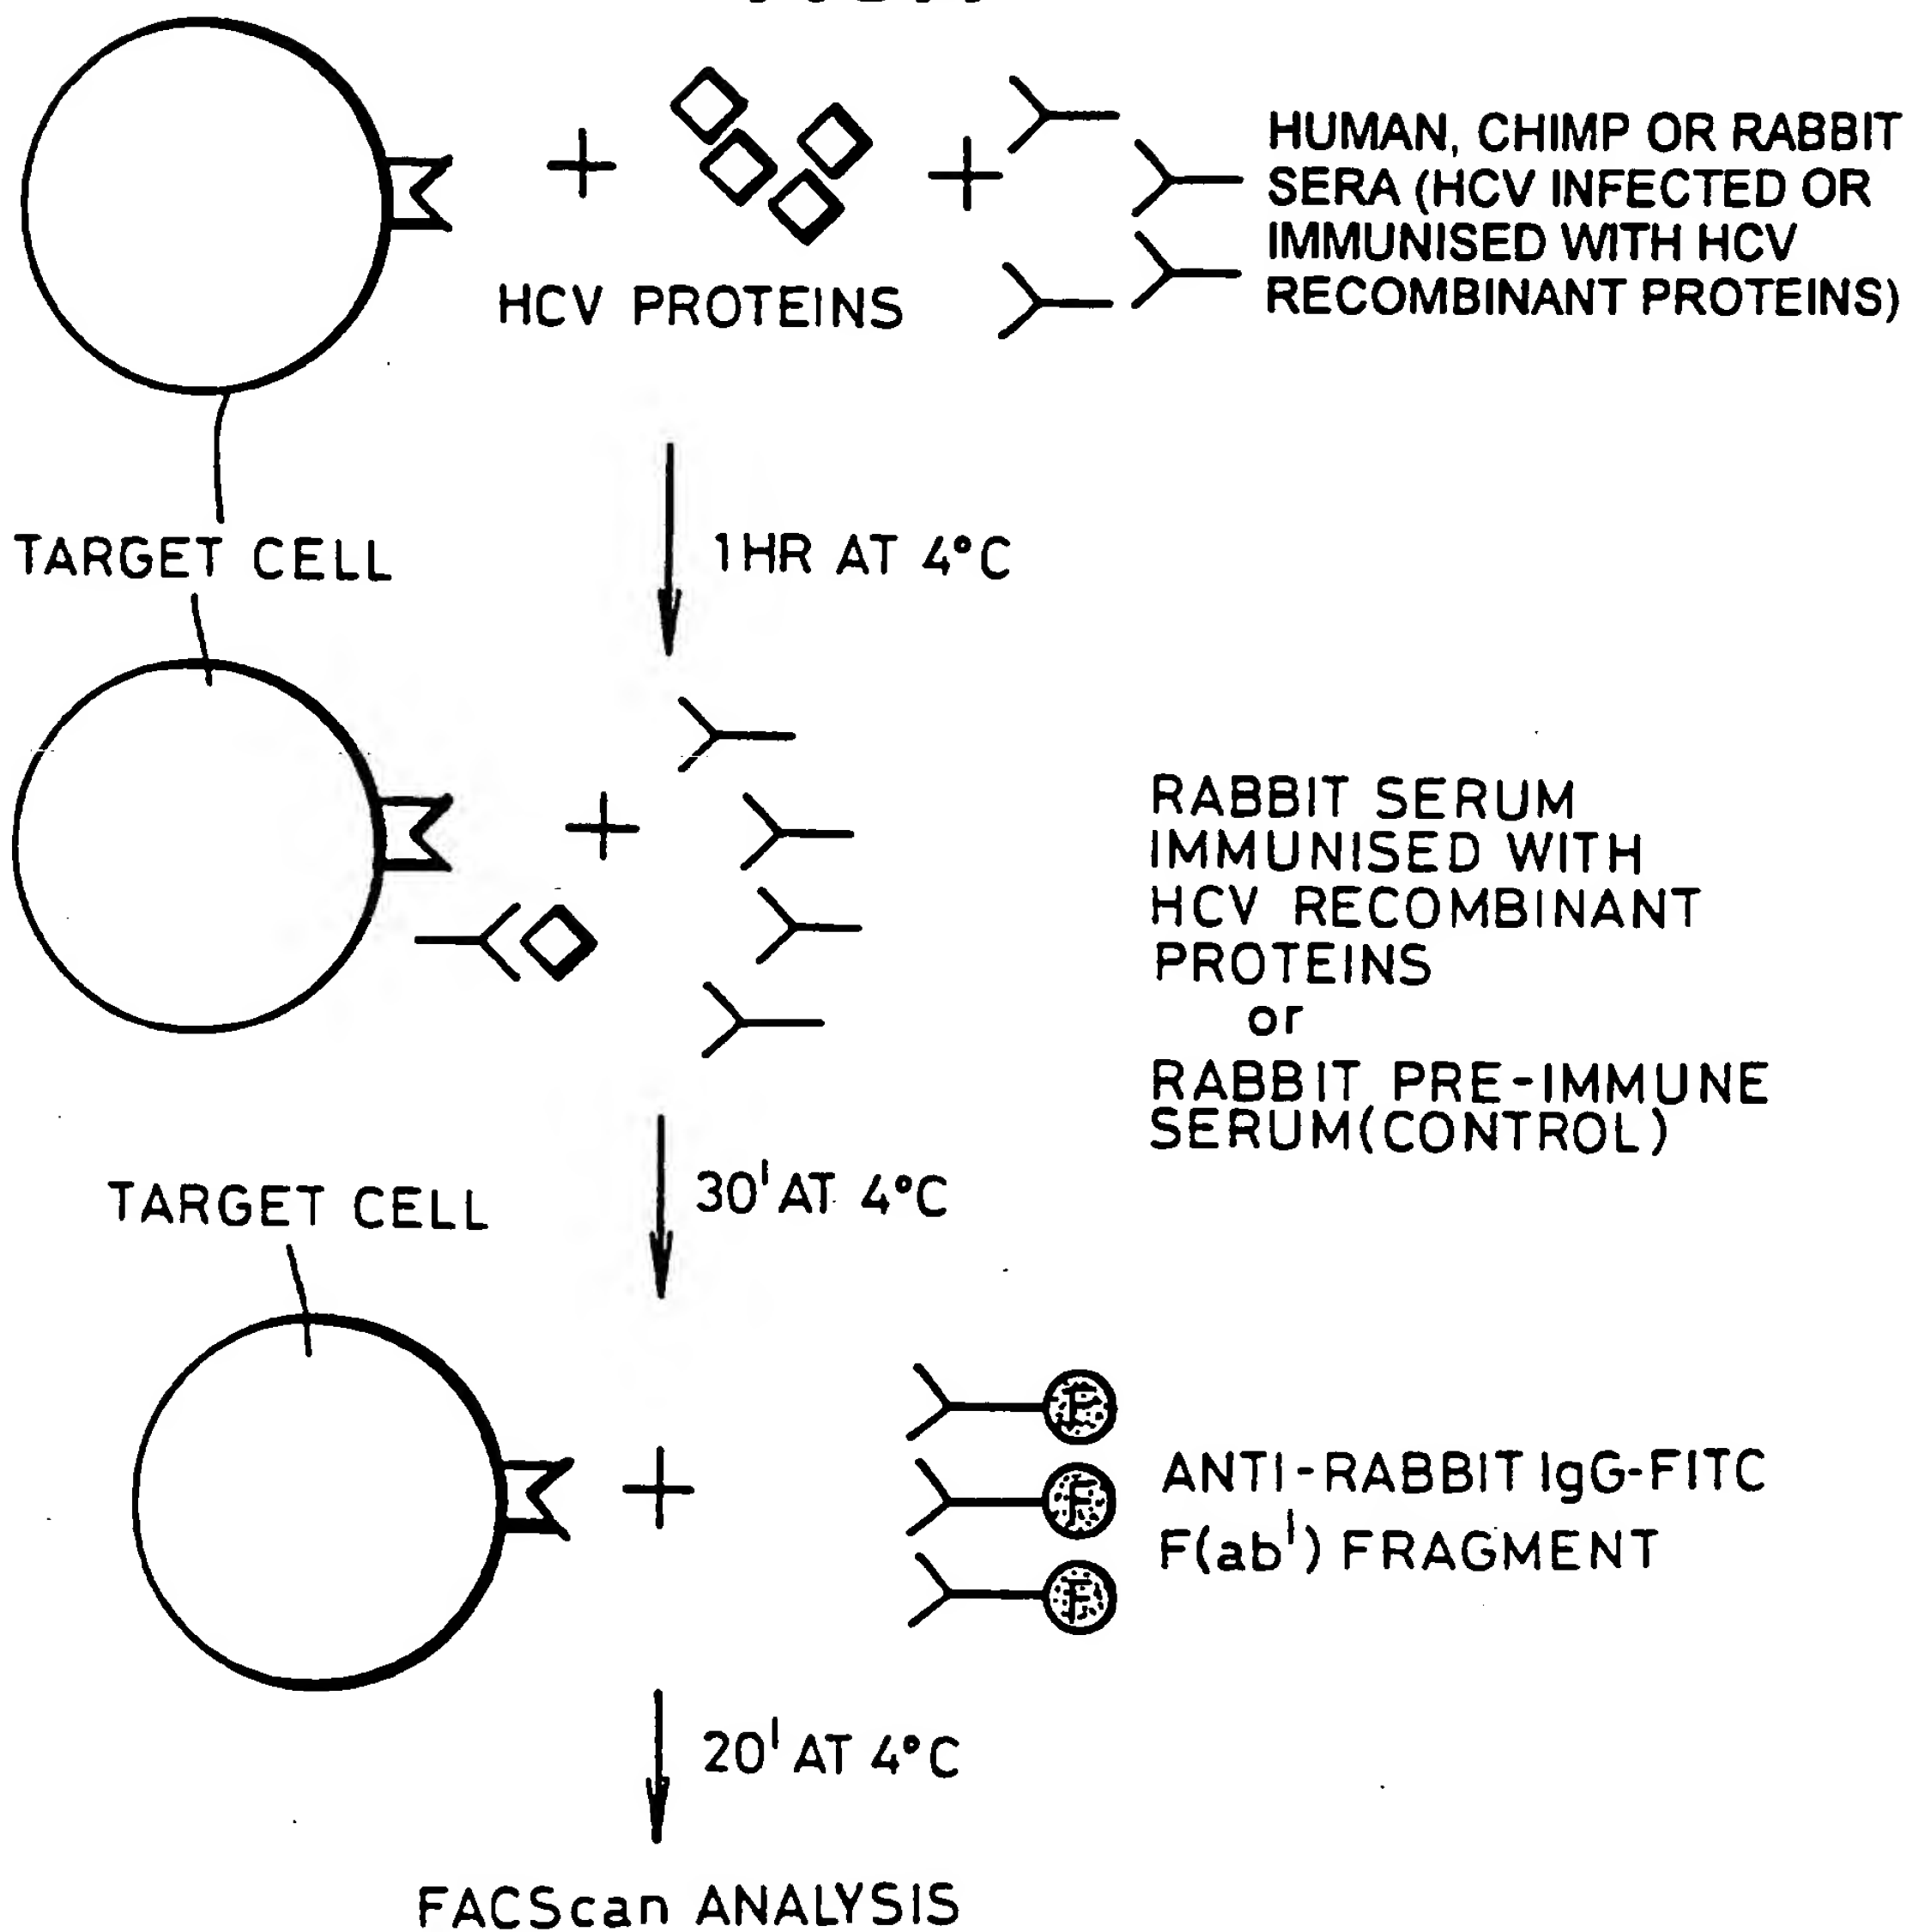 HUMAN, CHIMP OR RABBIT
SERA (HCV INFECTED OR
IMMUNISED WITH HCV
RECOMBINANT PROTEINS)
HCV PROTEINS
TARGET CELL
1HR AT 4°C
RABBIT SERUM
IMMUNISED WITH
HCV RECOMBINANT
PROTEINS
or
RABBIT PRE-IMMUNE
SERUM(CONTROL)
30' AT 4°C
TARGET CELL
F
F
F
ANTI-RABBIT IgG-FITC
F(ab') FRAGMENT
20' AT 4°C
FACScan ANALYSIS